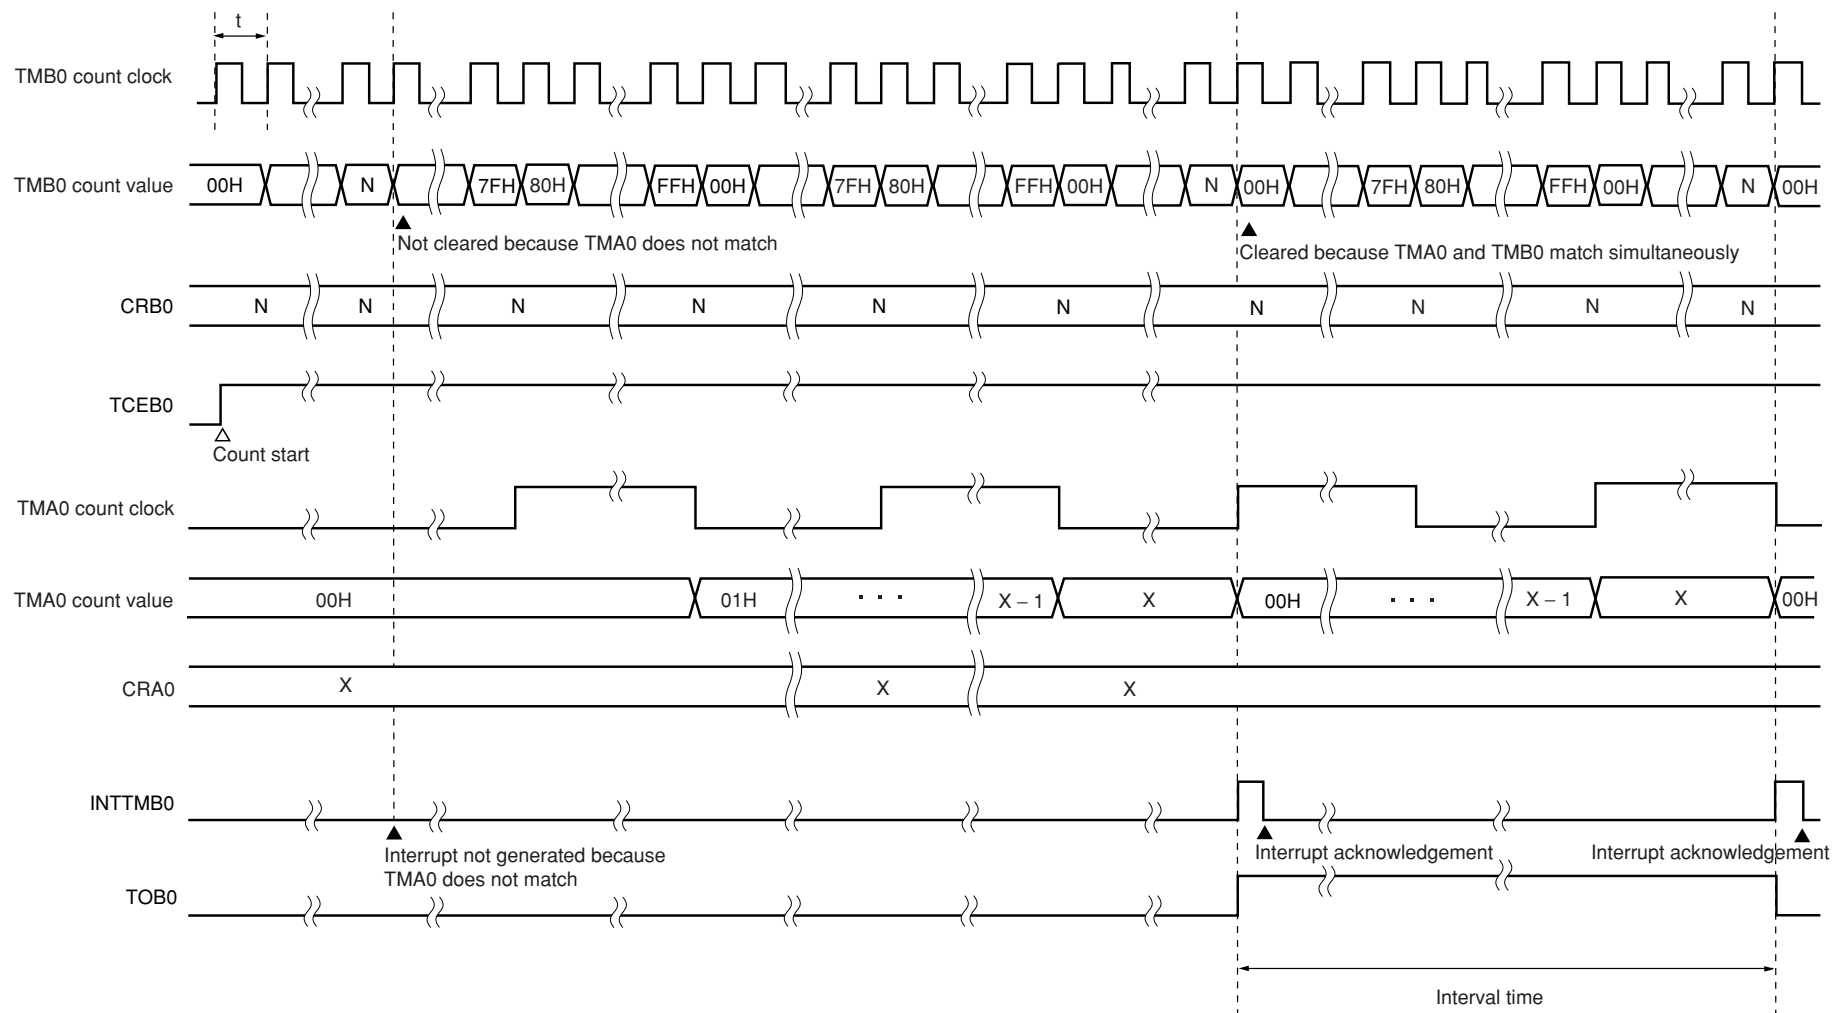 t
TMB0 count clock
TMB0 count value 00H N 7FH 80H FFH 00H 7FH 80H FFH 00H N 00H 7FH 80H FFH 00H N 00H
Not cleared because TMA0 does not match
Cleared because TMA0 and TMB0 match simultaneously
CRB0 N N N N N N N N N N
TCEB0
Count start
TMA0 count clock
TMA0 count value 00H 01H · · · X – 1 X 00H · · · X – 1 X 00H
CRA0 X X X
INTTMB0
Interrupt not generated because
TMA0 does not match
Interrupt acknowledgement Interrupt acknowledgement
TOB0
Interval time